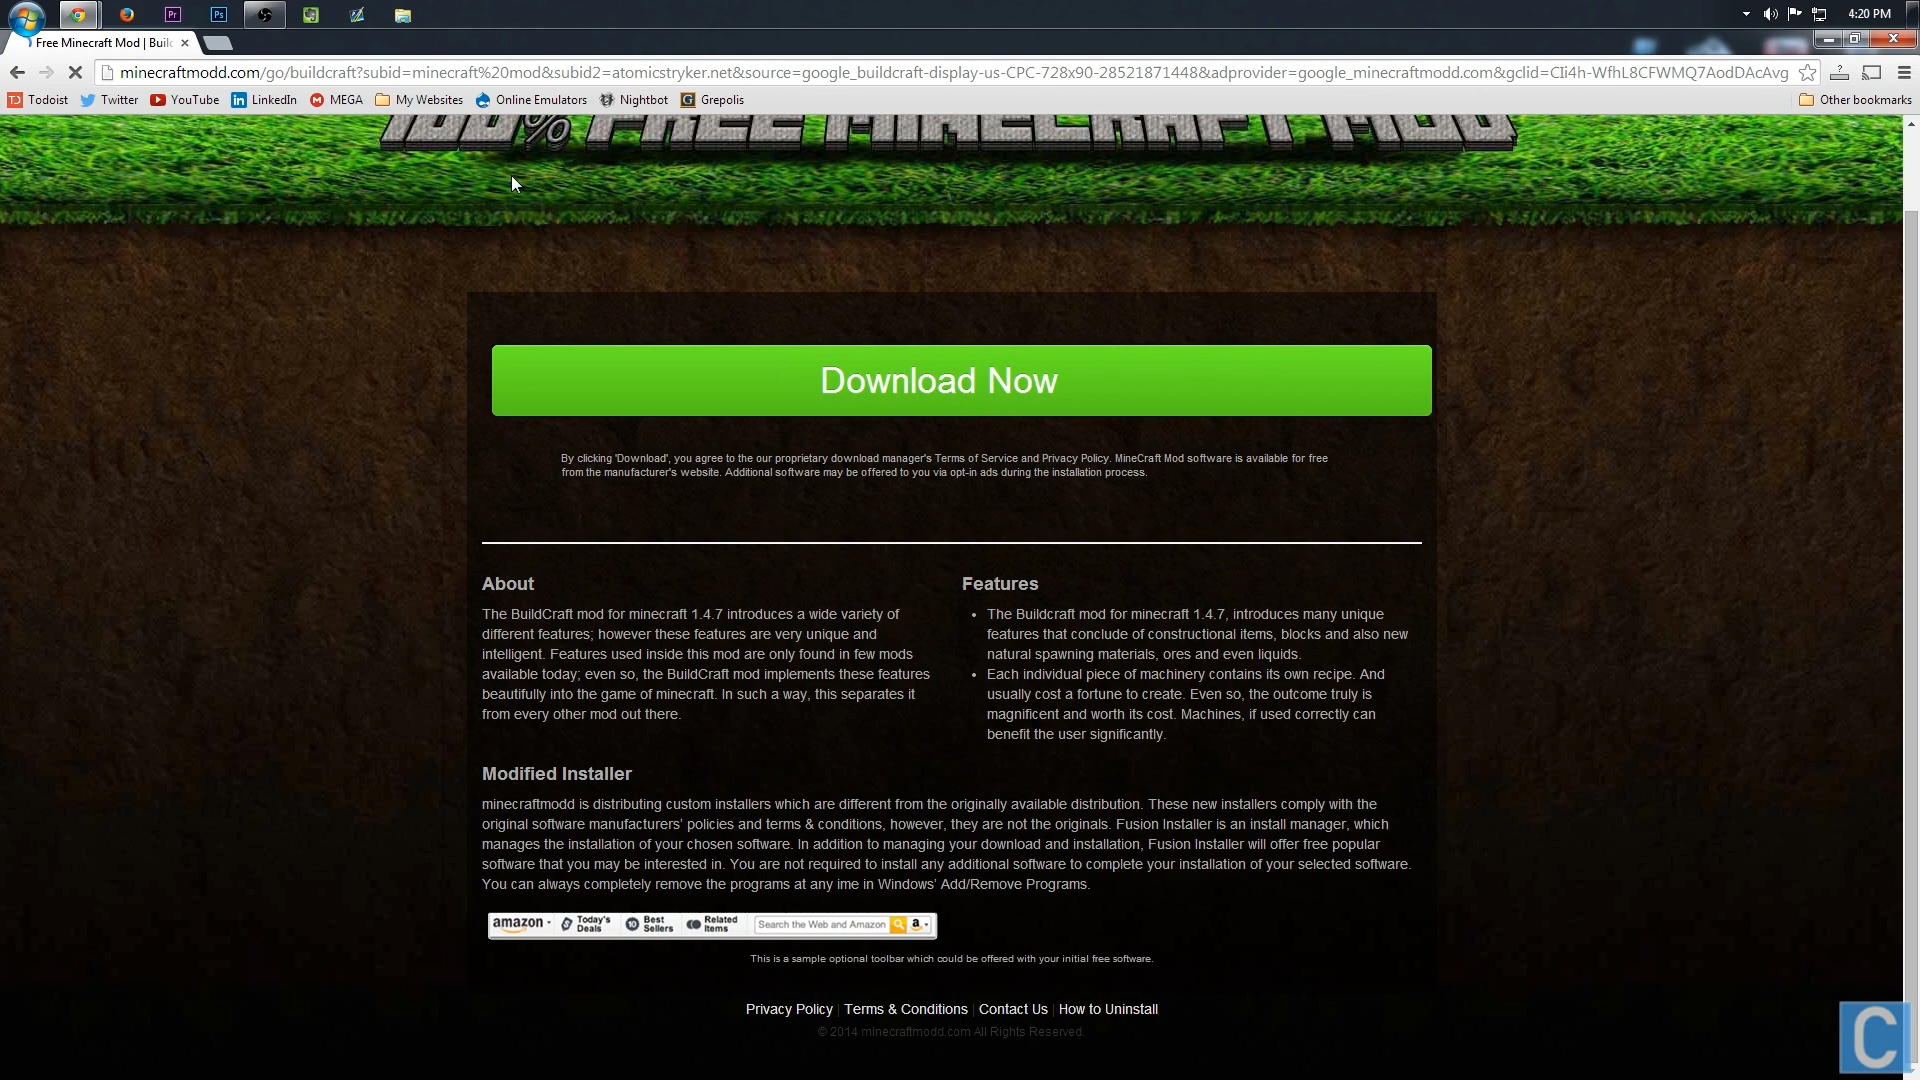 4:20 PM
Free Minecraft Mod | Buil
minecraftmodd.com/go/buildcraft?subid=minecraft%20mod&subid2=atomicstryker.net&source=google_buildcraft-display-us-CPC-728x90-28521871448&adprovider=google_minecraftmodd.com&gclid=CIi4h-WfhL8CFWMQ7AodDAcAvg
Todoist Twitter YouTube LinkedIn MEGA My Websites Online Emulators Nightbot Grepolis Other bookmarks
100% FREE MINECRAFT MOD
Download Now
By clicking 'Download', you agree to the our proprietary download manager's Terms of Service and Privacy Policy. MineCraft Mod software is available for free
from the manufacturer's website. Additional software may be offered to you via opt-in ads during the installation process.
About
The BuildCraft mod for minecraft 1.4.7 introduces a wide variety of
different features; however these features are very unique and
intelligent. Features used inside this mod are only found in few mods
available today; even so, the BuildCraft mod implements these features
beautifully into the game of minecraft. In such a way, this separates it
from every other mod out there.
Features
• The Buildcraft mod for minecraft 1.4.7, introduces many unique
features that conclude of constructional items, blocks and also new
natural spawning materials, ores and even liquids.
• Each individual piece of machinery contains its own recipe. And
usually cost a fortune to create. Even so, the outcome truly is
magnificent and worth its cost. Machines, if used correctly can
benefit the user significantly.
Modified Installer
minecraftmodd is distributing custom installers which are different from the originally available distribution. These new installers comply with the
original software manufacturers' policies and terms & conditions, however, they are not the originals. Fusion Installer is an install manager, which
manages the installation of your chosen software. In addition to managing your download and installation, Fusion Installer will offer free popular
software that you may be interested in. You are not required to install any additional software to complete your installation of your selected software.
You can always completely remove the programs at any ime in Windows' Add/Remove Programs.
amazon Today's Deals 10 Best Sellers Related Items Search the Web and Amazon a
This is a sample optional toolbar which could be offered with your initial free software.
Privacy Policy | Terms & Conditions | Contact Us | How to Uninstall
© 2014 minecraftmodd.com All Rights Reserved.
C